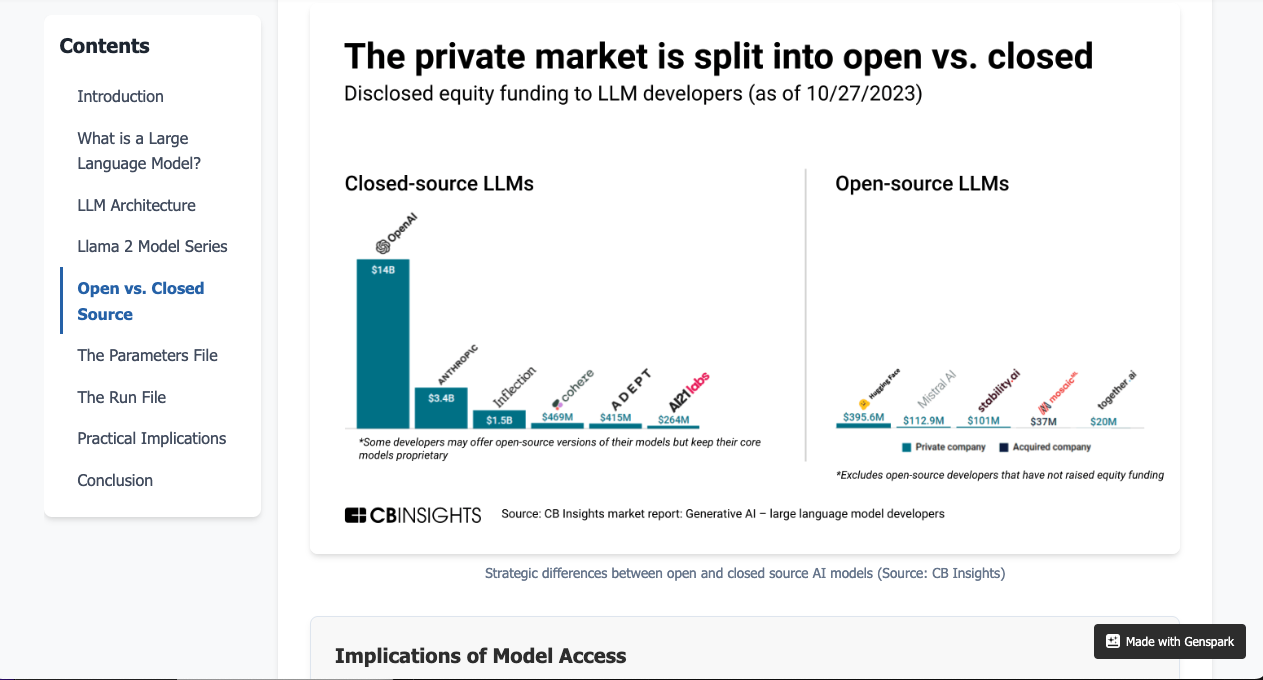 Contents
Introduction
What is a Large
Language Model?
LLM Architecture
Llama 2 Model Series
Open vs. Closed
Source
The Parameters File
The Run File
Practical Implications
Conclusion
The private market is split into open vs. closed
Disclosed equity funding to LLM developers (as of 10/27/2023)
Closed-source LLMs
OpenAI
$14B
ANTHROPIC
$3.4B
Inflection
$1.5B
cohere
$469M
ADEPT
$415M
AI21labs
$264M
*Some developers may offer open-source versions of their models but keep their core
models proprietary
Open-source LLMs
Hugging Face
$395.6M
Mistral AI
$112.9M
stability.ai
$101M
mosaic
$37M
together.ai
$20M
Private company
Acquired company
*Excludes open-source developers that have not raised equity funding
CBINSIGHTS
Source: CB Insights market report: Generative AI – large language model developers
Strategic differences between open and closed source AI models (Source: CB Insights)
Implications of Model Access
Made with Genspark